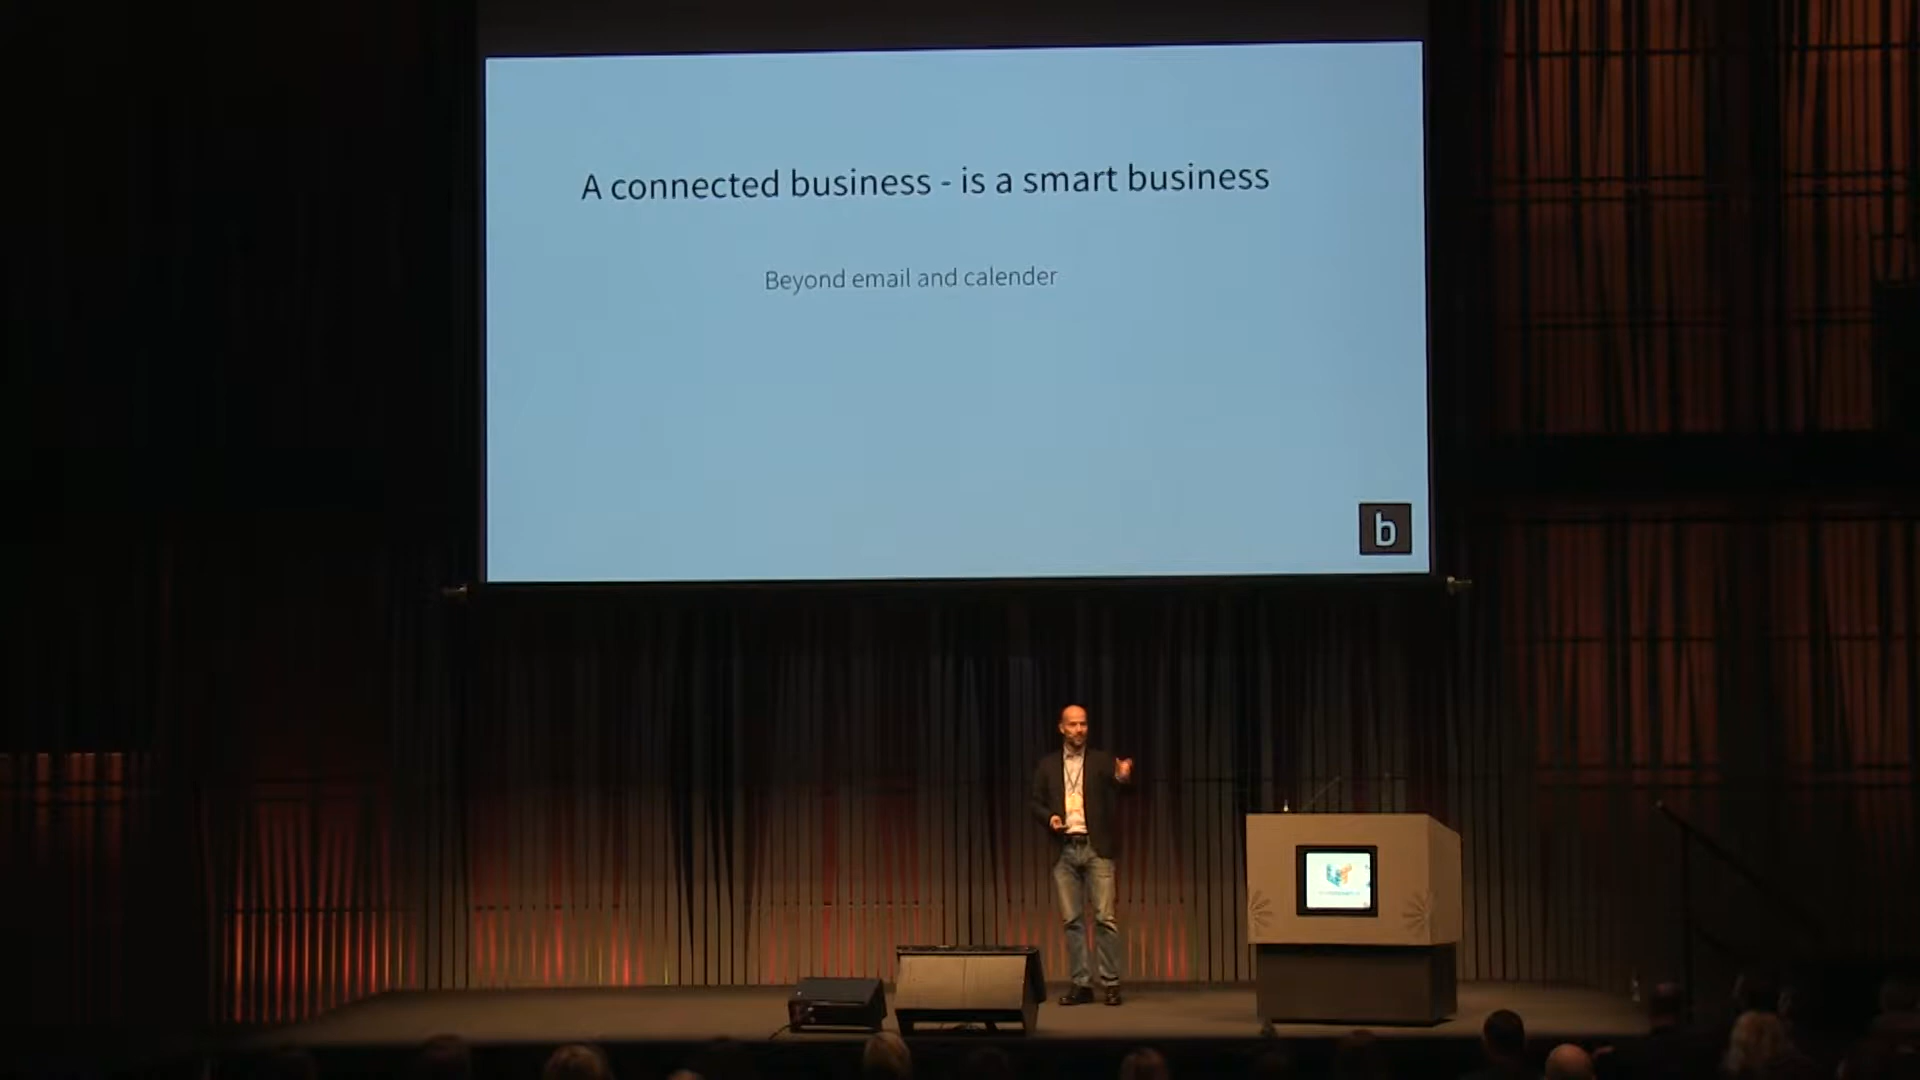 A connected business - is a smart business
Beyond email and calender
b